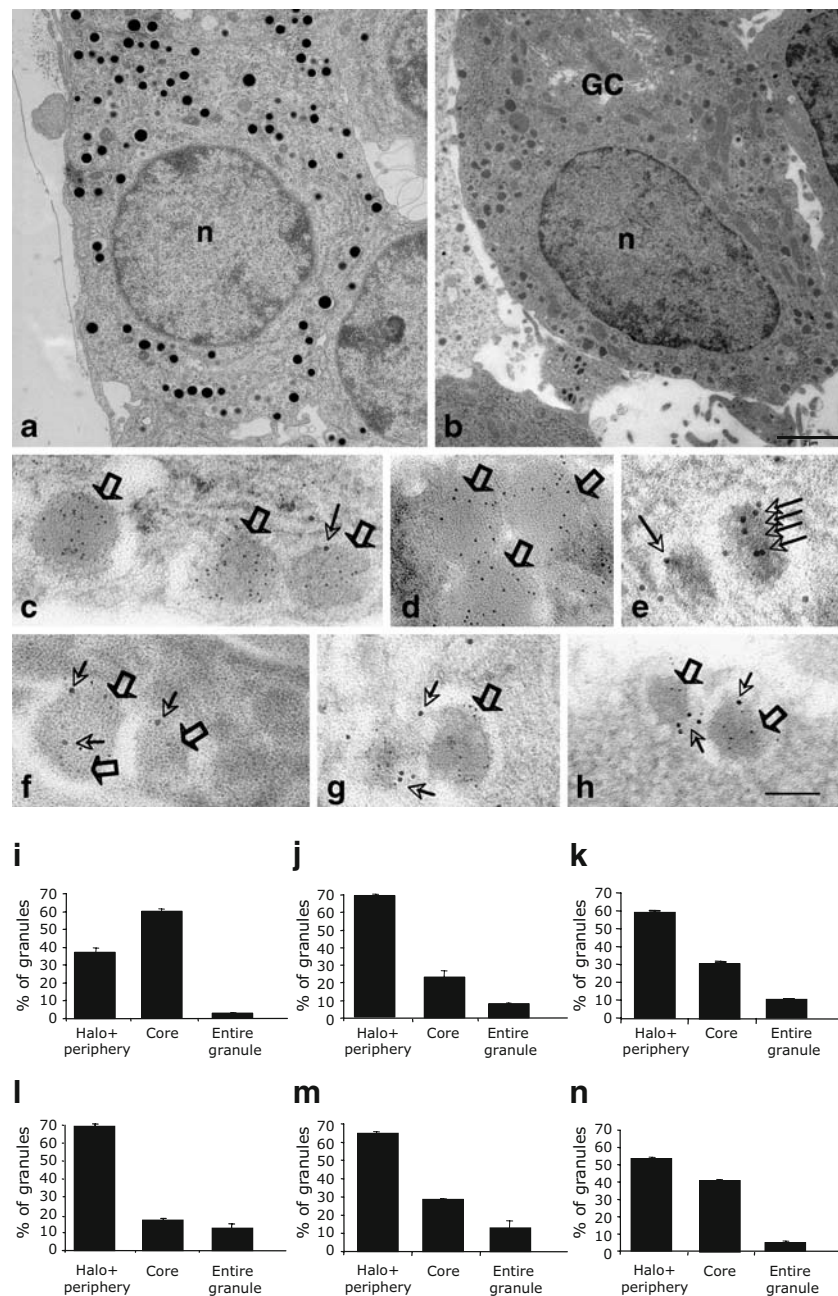 n
a
GC
n
b
c
d
e
f
g
h
i
% of granules
70
60
50
40
30
20
10
0
Halo+
periphery
Core
Entire
granule
j
% of granules
70
60
50
40
30
20
10
0
Halo+
periphery
Core
Entire
granule
k
% of granules
70
60
50
40
30
20
10
0
Halo+
periphery
Core
Entire
granule
l
% of granules
70
60
50
40
30
20
10
0
Halo+
periphery
Core
Entire
granule
m
% of granules
70
60
50
40
30
20
10
0
Halo+
periphery
Core
Entire
granule
n
% of granules
70
60
50
40
30
20
10
0
Halo+
periphery
Core
Entire
granule